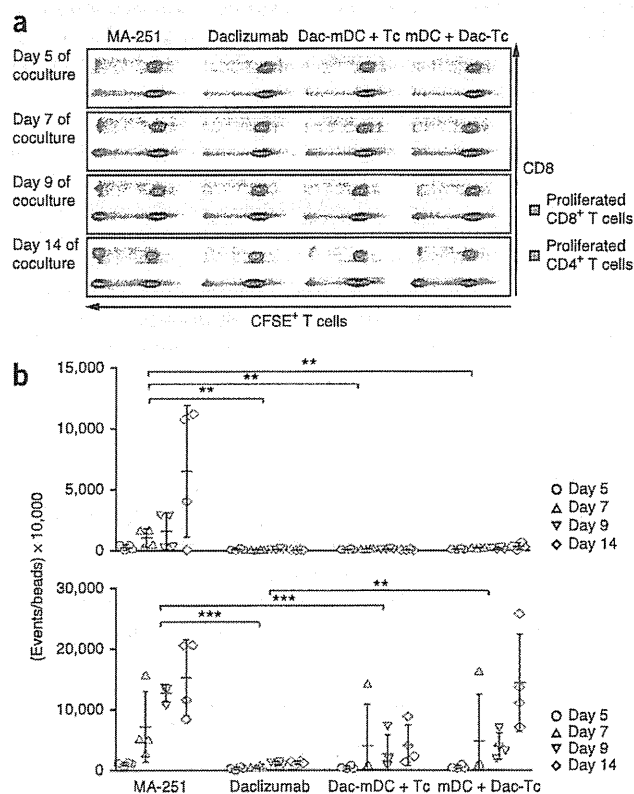 a
MA-251 Daclizumab Dac-mDC + Tc mDC + Dac-Tc
Day 5 of
coculture
Day 7 of
coculture
Day 9 of
coculture
Day 14 of
coculture
CD8
Proliferated
CD8+ T cells
Proliferated
CD4+ T cells
CFSE+ T cells
b
(Events/beads) × 10,000
15,000
10,000
5,000
0
**
**
**
Day 5
Day 7
Day 9
Day 14
30,000
20,000
10,000
0
**
***
***
Day 5
Day 7
Day 9
Day 14
MA-251 Daclizumab Dac-mDC + Tc mDC + Dac-Tc